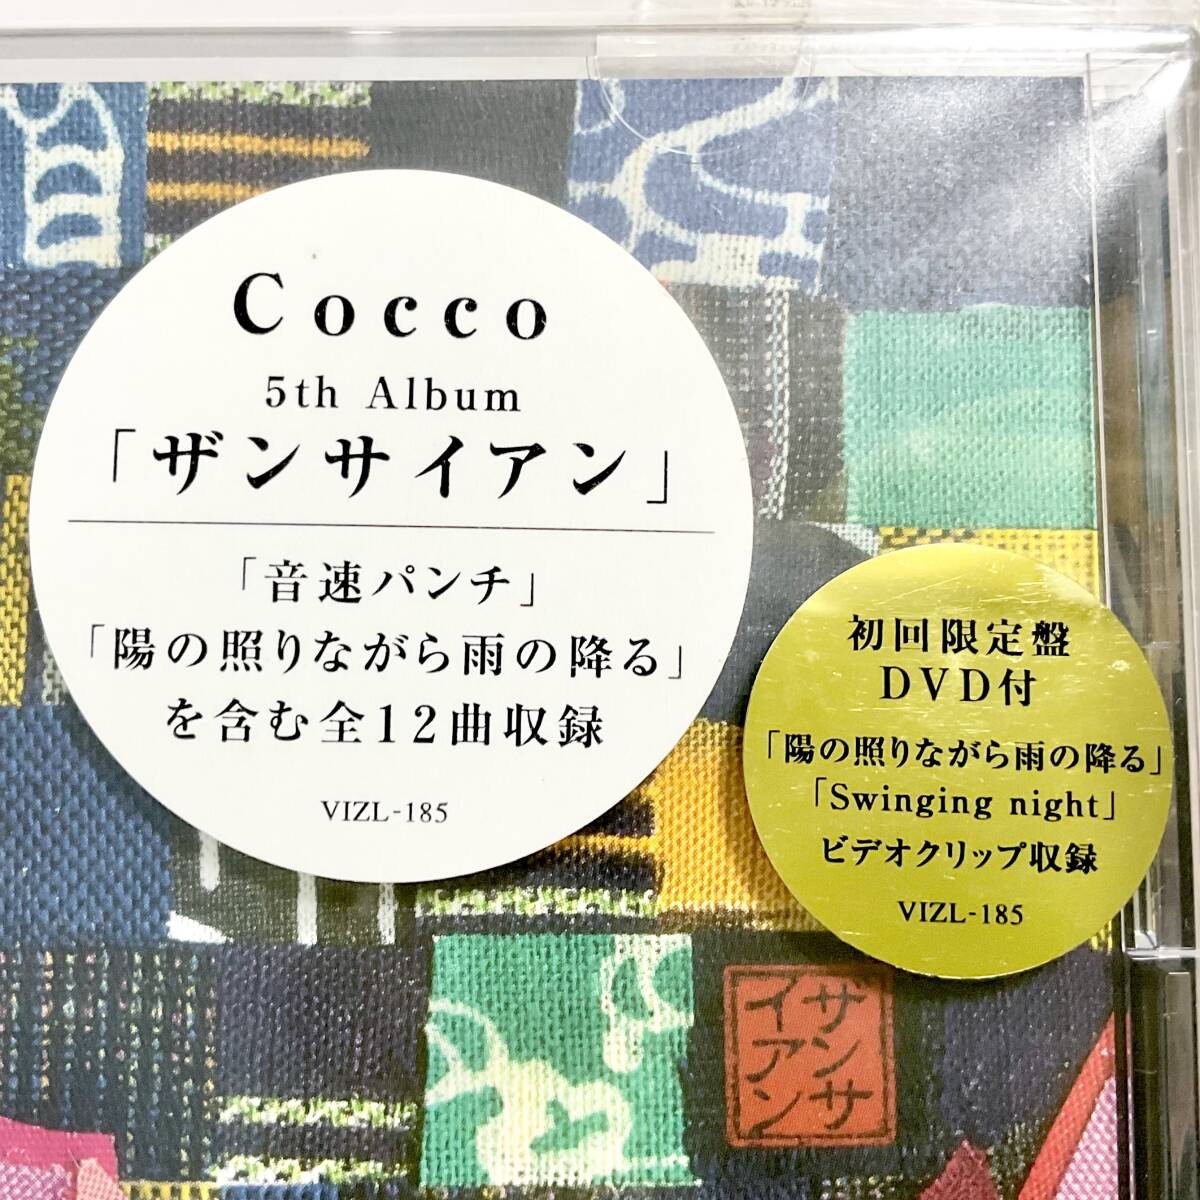 Cocco
5th Album
「ザンサイアン」
「音速パンチ」
「陽の照りながら雨の降る」
を含む全12曲収録
VIZL-185
初回限定盤
DVD付
「陽の照りながら雨の降る」
「Swinging night」
ビデオクリップ収録
VIZL-185
ザンサ
イアン